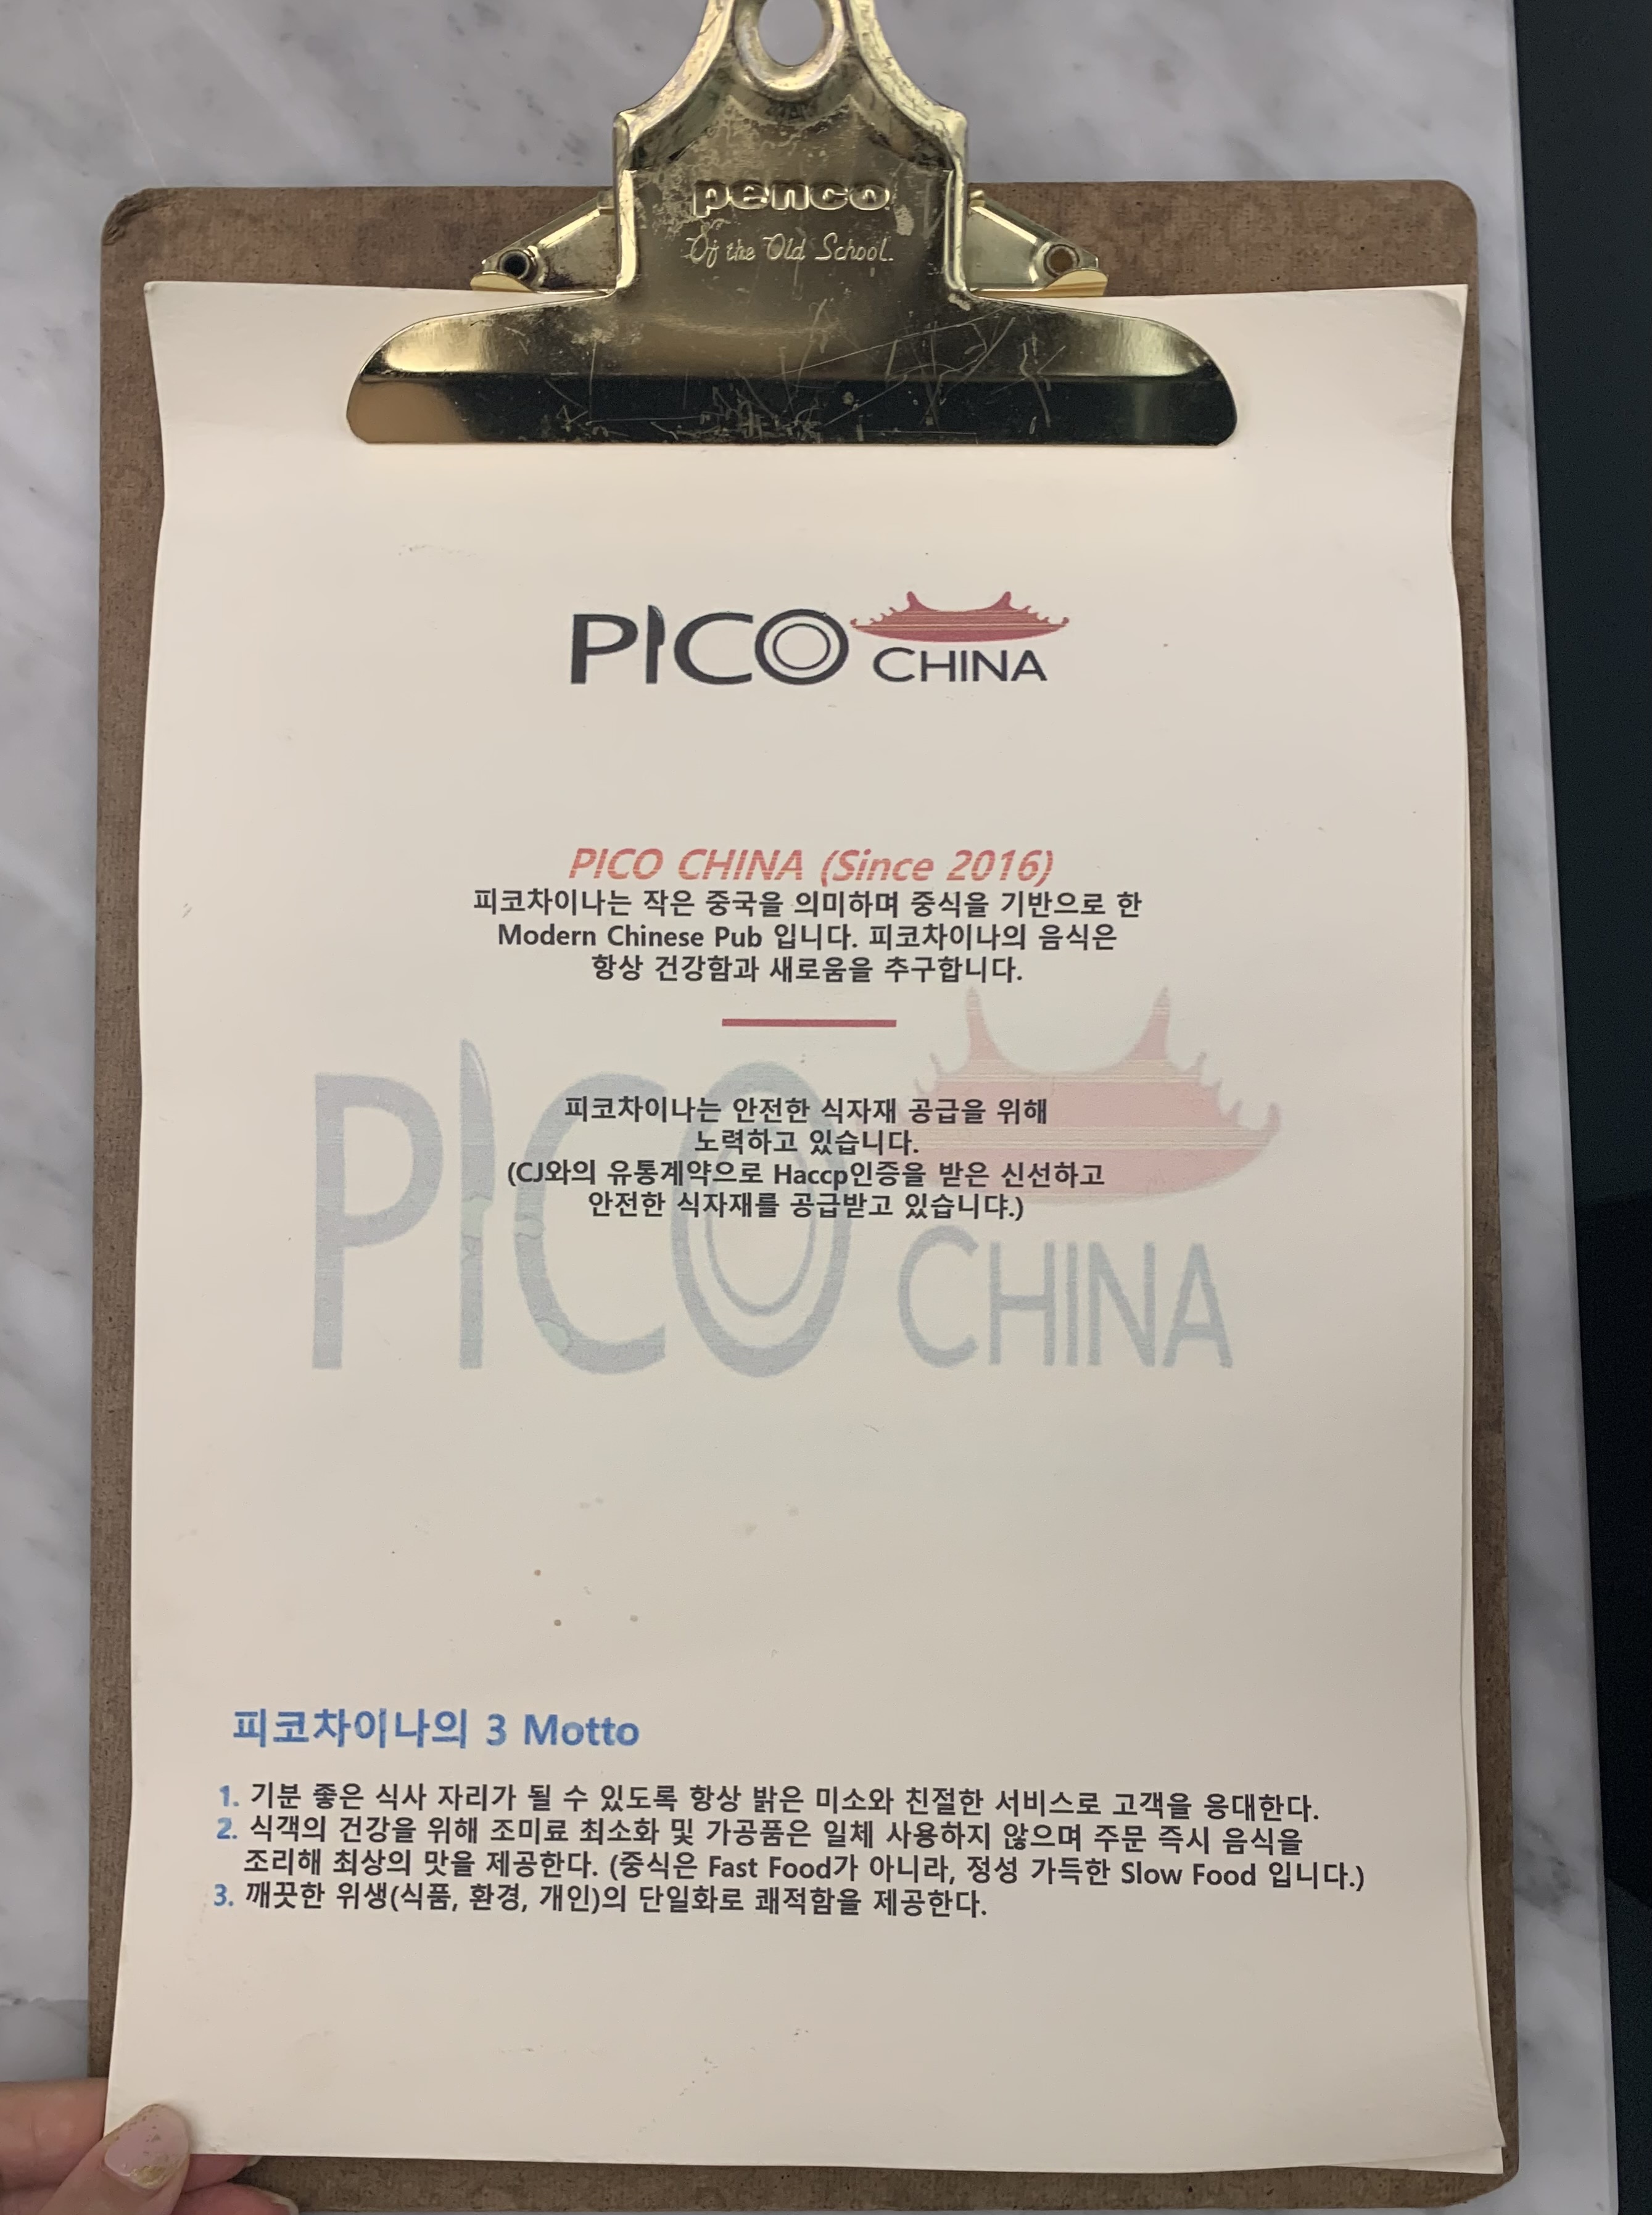 penco
Of the Old School.
PICO CHINA
PICO CHINA (Since 2016)
피코차이나는 작은 중국을 의미하며 중식을 기반으로 한
Modern Chinese Pub 입니다. 피코차이나의 음식은
항상 건강함과 새로움을 추구합니다.
피코차이나는 안전한 식자재 공급을 위해
노력하고 있습니다.
(CJ와의 유통계약으로 Haccp인증을 받은 신선하고
안전한 식자재를 공급받고 있습니댜.)
PICO CHINA
피코차이나의 3 Motto
1. 기분 좋은 식사 자리가 될 수 있도록 항상 밝은 미소와 친절한 서비스로 고객을 응대한다.
2. 식객의 건강을 위해 조미료 최소화 및 가공품은 일체 사용하지 않으며 주문 즉시 음식을
조리해 최상의 맛을 제공한다. (중식은 Fast Food가 아니라, 정성 가득한 Slow Food 입니다.)
3. 깨끗한 위생(식품, 환경, 개인)의 단일화로 쾌적함을 제공한다.